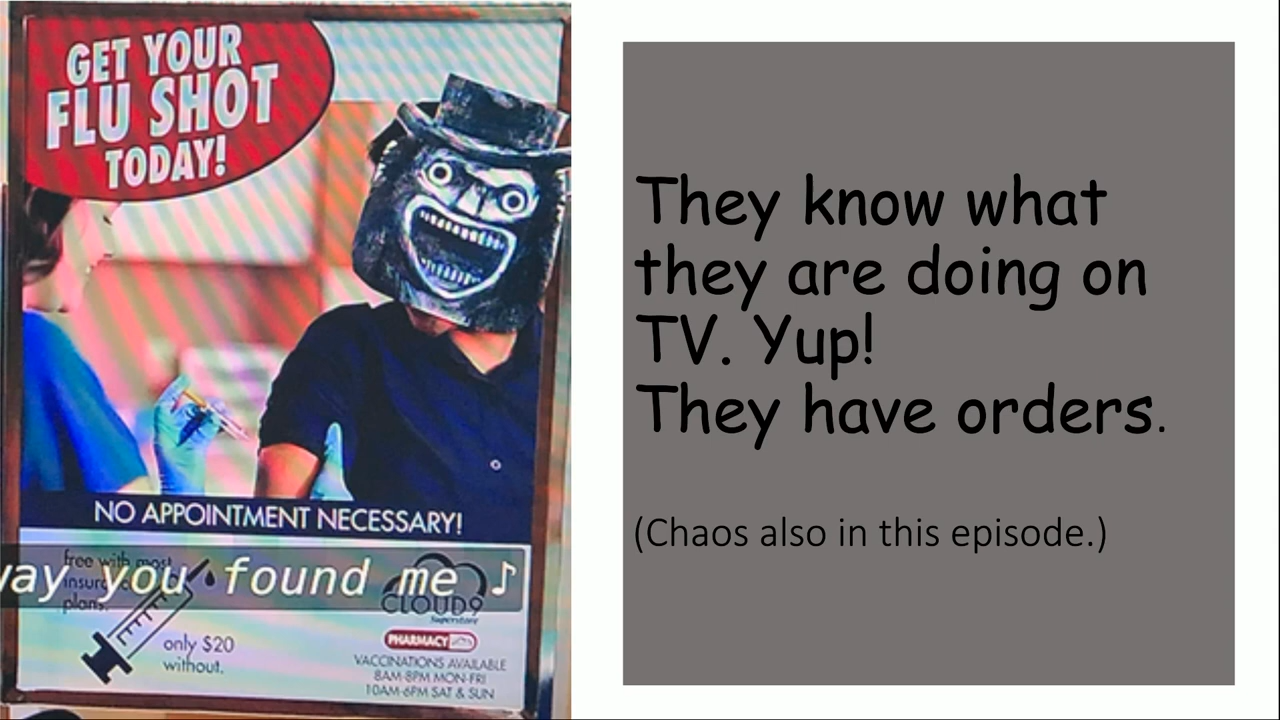 GET YOUR
FLU SHOT
TODAY!
NO APPOINTMENT NECESSARY!
free with most
plans.
way you found me ♪
CLOUD9
Superstore
only $20
without.
PHARMACY
VACCINATIONS AVAILABLE
8AM-8PM MON-FRI
10AM-6PM SAT & SUN
They know what
they are doing on
TV. Yup!
They have orders.
(Chaos also in this episode.)